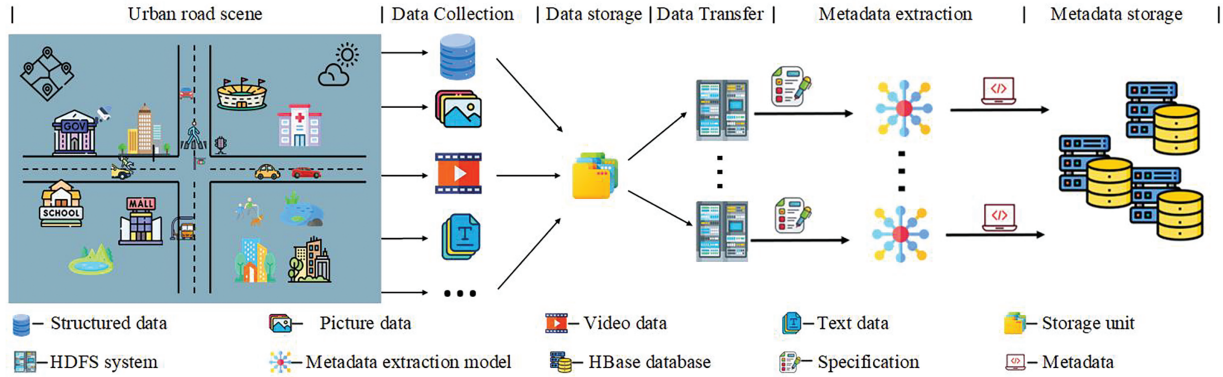 Urban road scene | Data Collection | Data storage | Data Transfer | Metadata extraction | Metadata storage |
GOV
SCHOOL
MALL
T
...
Structured data
Picture data
Video data
Text data
Storage unit
HDFS system
Metadata extraction model
HBase database
Specification
Metadata